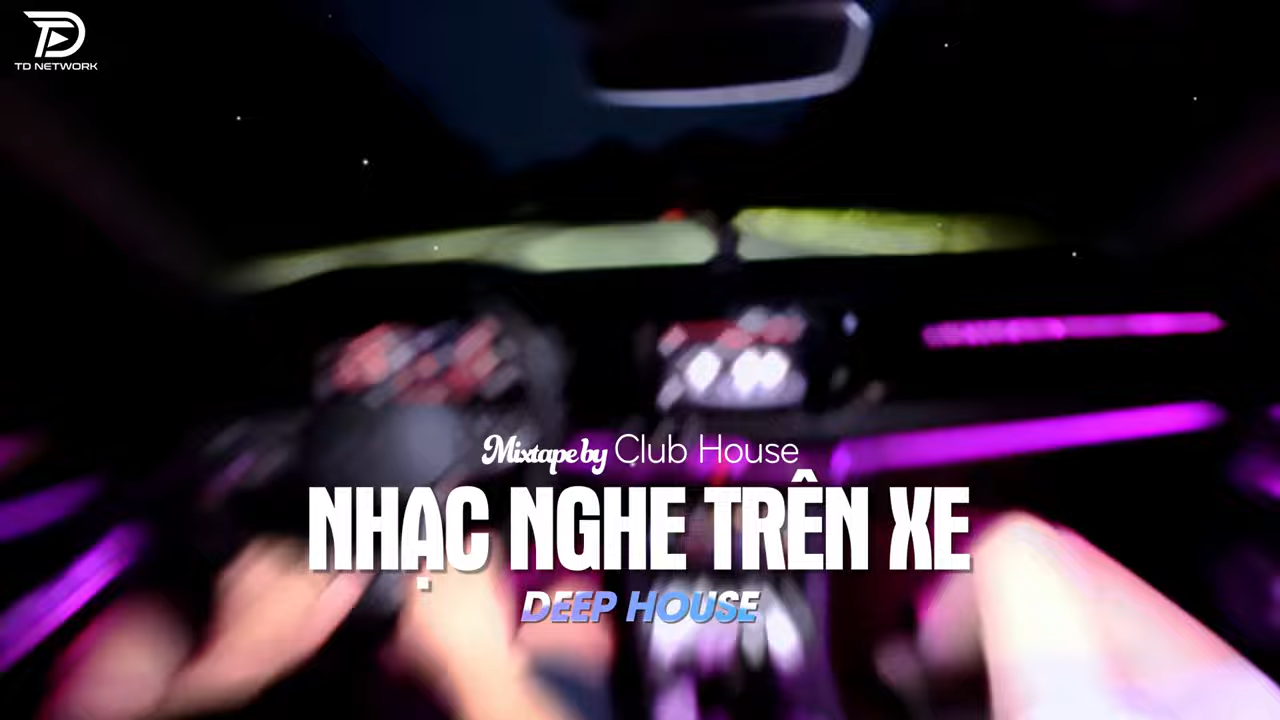 TD NETWORK
Mixtape by Club House
NHẠC NGHE TRÊN XE
DEEP HOUSE